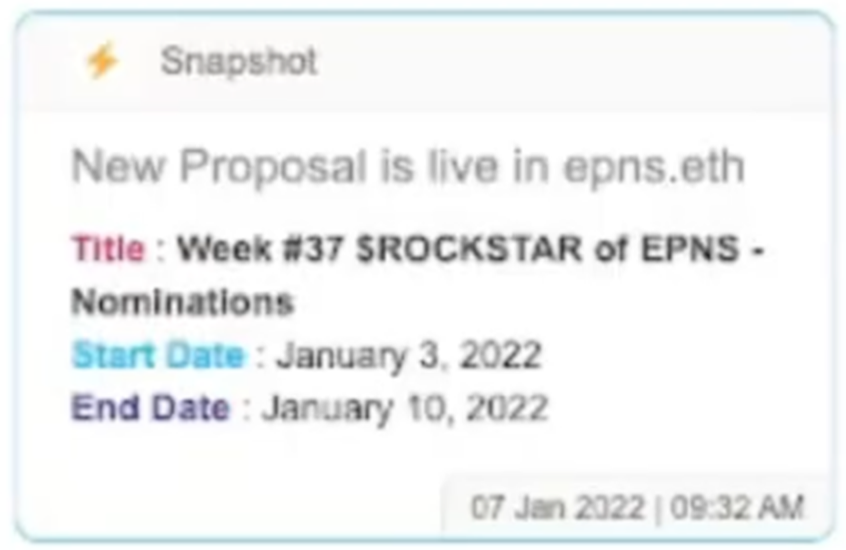 Snapshot
New Proposal is live in epns.eth
Title : Week #37 $ROCKSTAR of EPNS -
Nominations
Start Date : January 3, 2022
End Date : January 10, 2022
07 Jan 2022 | 09:32 AM